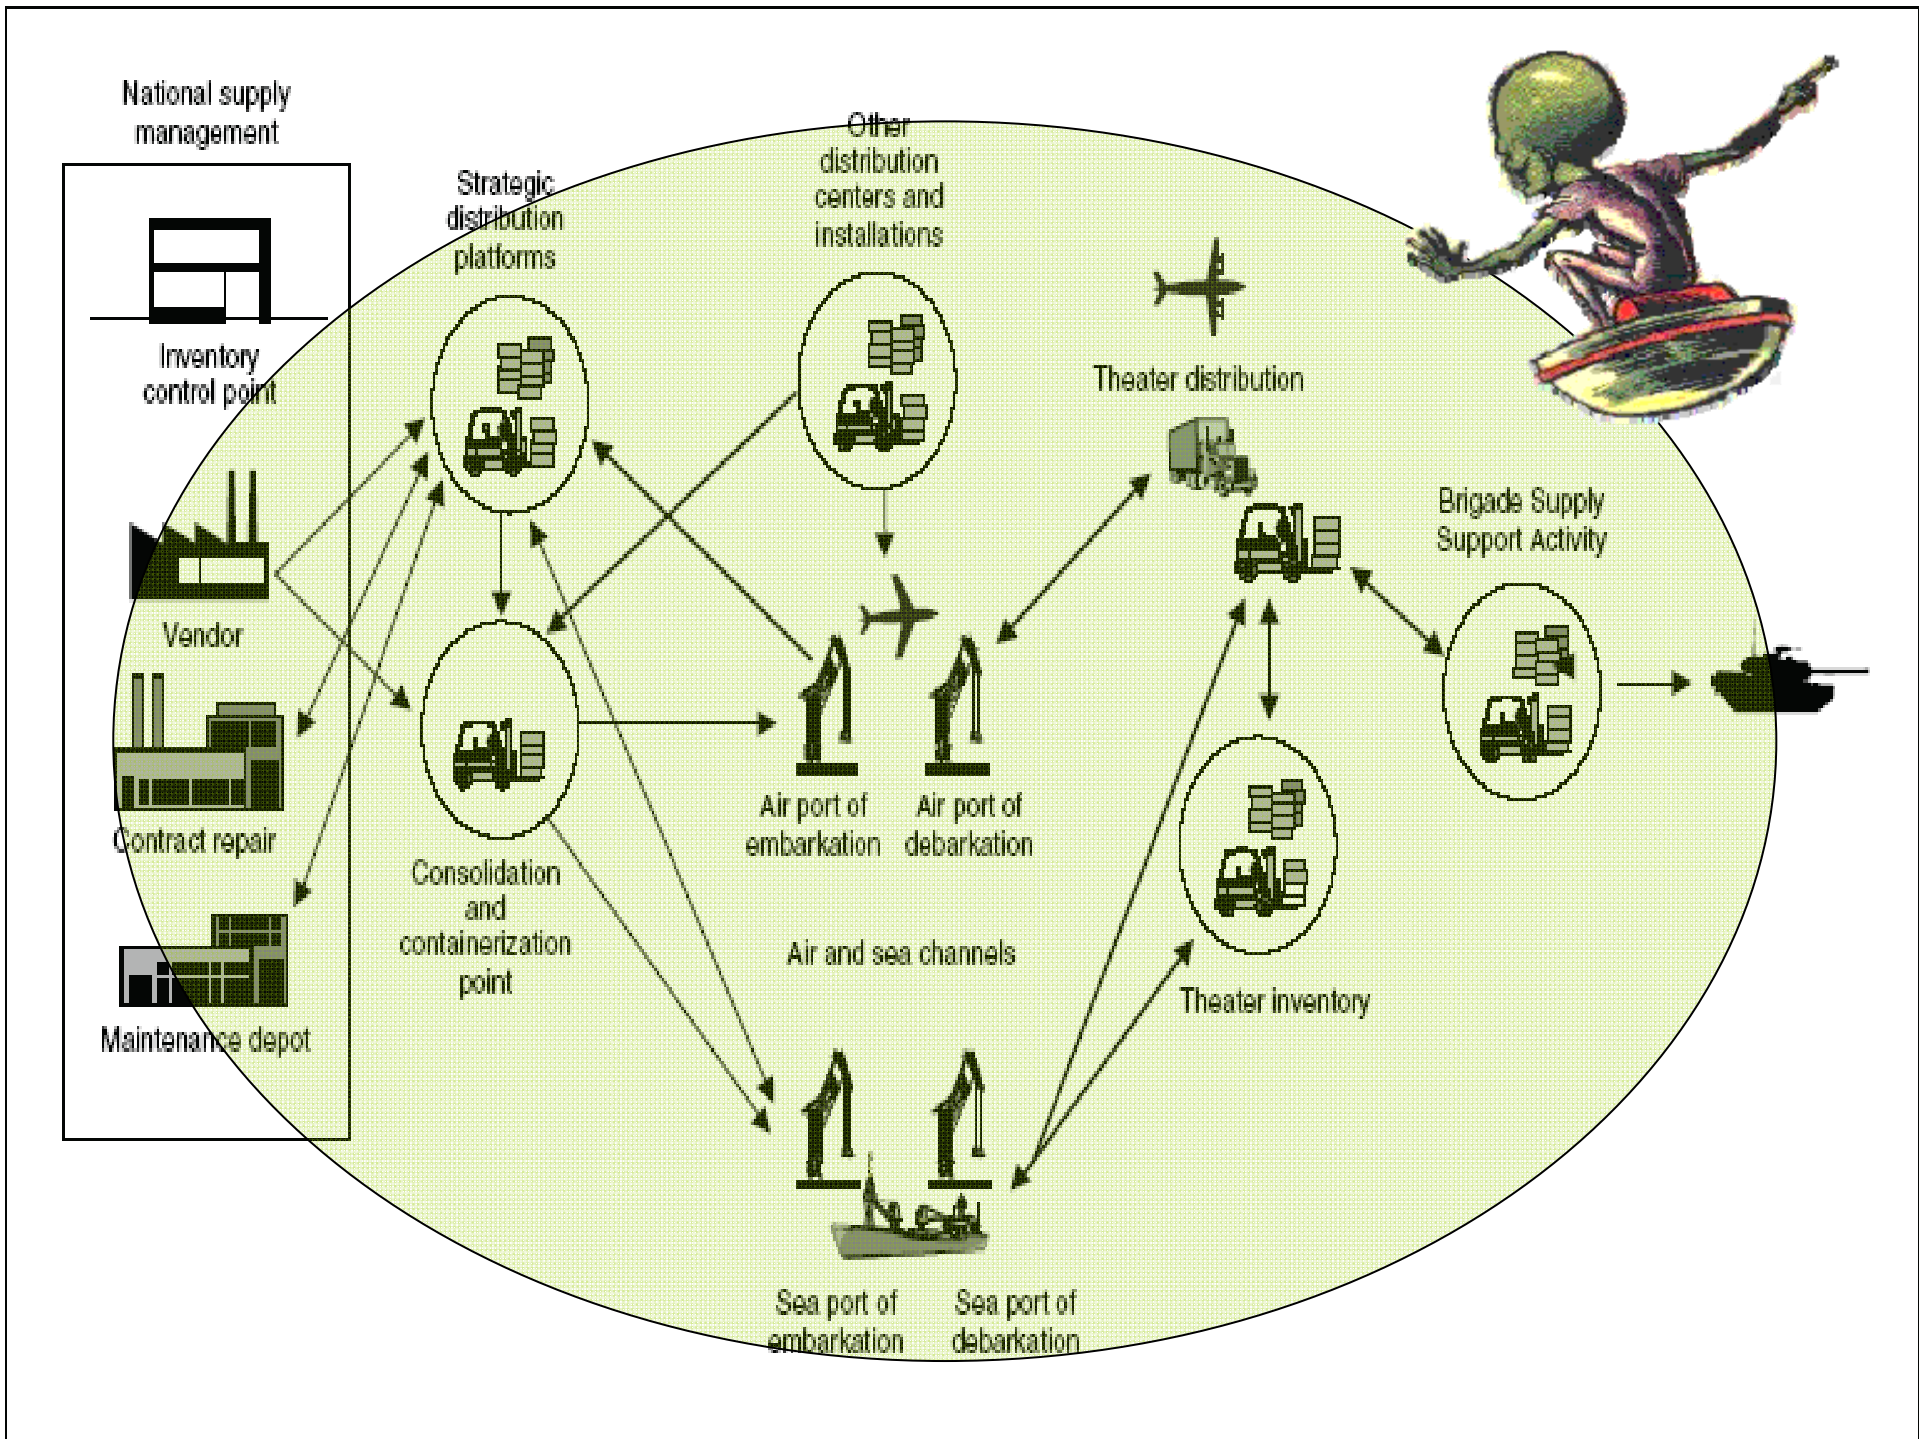 National supply
management
Inventory
control point
Vendor
Contract repair
Maintenance depot
Strategic
distribution
platforms
Consolidation
and
containerization
point
Other
distribution
centers and
installations
Air port of
embarkation
Air port of
debarkation
Air and sea channels
Sea port of
embarkation
Sea port of
debarkation
Theater distribution
Theater inventory
Brigade Supply
Support Activity